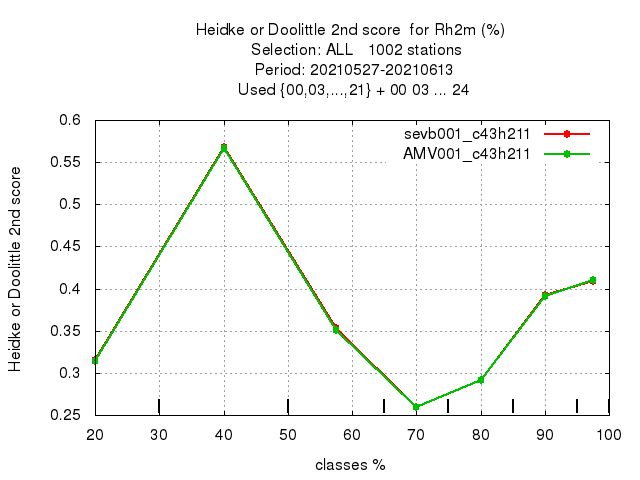 Heidke or Doolittle 2nd score  for Rh2m (%)
Selection: ALL   1002 stations
Period: 20210527-20210613
Used {00,03,...,21} + 00 03 ... 24
sevb001_c43h211
AMV001_c43h211
Heidke or Doolittle 2nd score
0.6
0.55
0.5
0.45
0.4
0.35
0.3
0.25
20 30 40 50 60 70 80 90 100
classes %